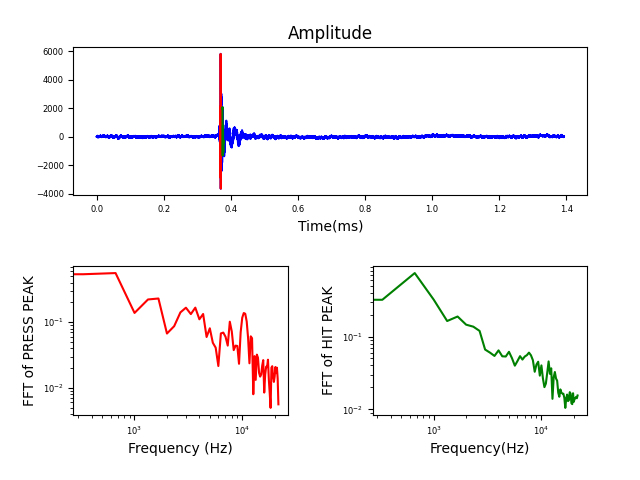 Amplitude
6000
4000
2000
0
−2000
−4000
0.0 0.2 0.4 0.6 0.8 1.0 1.2 1.4
Time(ms)
FFT of PRESS PEAK
10⁻¹
10⁻²
10³ 10⁴
Frequency (Hz)
FFT of HIT PEAK
10⁻¹
10⁻²
10³ 10⁴
Frequency(Hz)